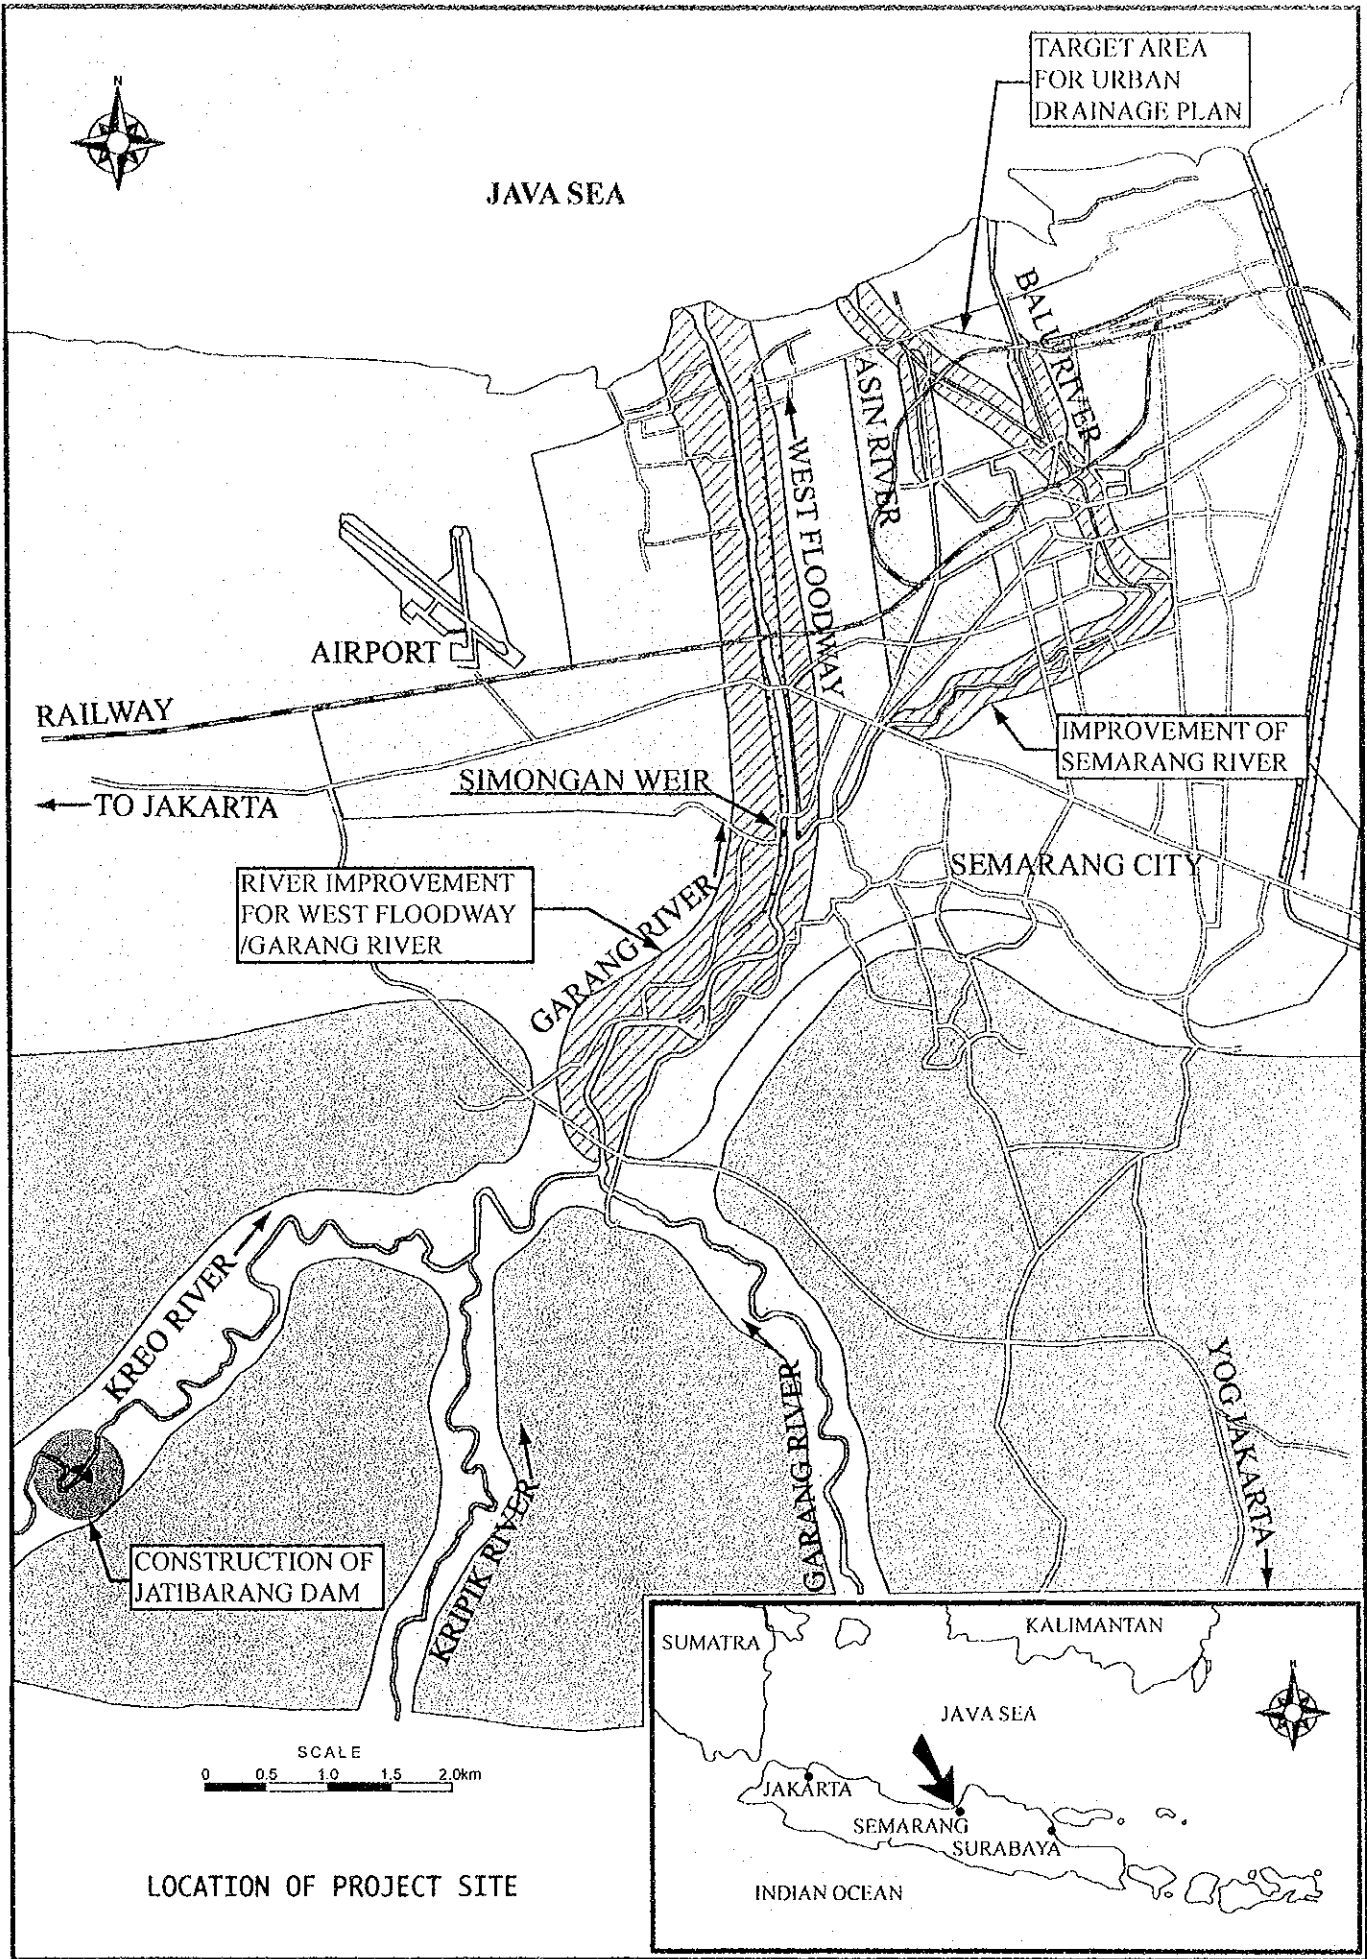 TARGET AREA
FOR URBAN
DRAINAGE PLAN
N
JAVA SEA
BALU RIVER
ASIN RIVER
WEST FLOODWAY
AIRPORT
RAILWAY
IMPROVEMENT OF
SEMARANG RIVER
SIMONGAN WEIR
TO JAKARTA
SEMARANG CITY
RIVER IMPROVEMENT
FOR WEST FLOODWAY
/GARANG RIVER
GARANG RIVER
KREO RIVER
YOGJAKARTA
GARANG RIVER
KRIPIK RIVER
CONSTRUCTION OF
JATIBARANG DAM
SUMATRA
KALIMANTAN
N
JAVA SEA
SCALE
0 0.5 1.0 1.5 2.0km
JAKARTA
SEMARANG
SURABAYA
INDIAN OCEAN
LOCATION OF PROJECT SITE